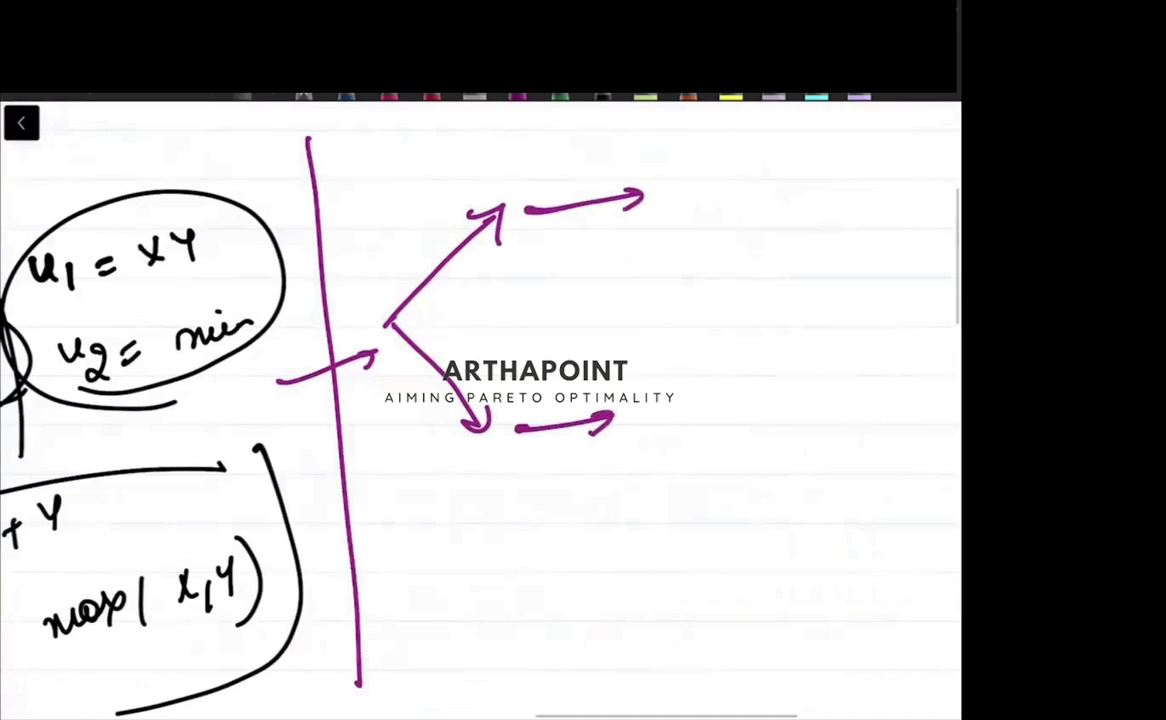 u1 = xy
u2 = min
+ y
max( x, y)
ARTHAPOINT
AIMING PARETO OPTIMALITY